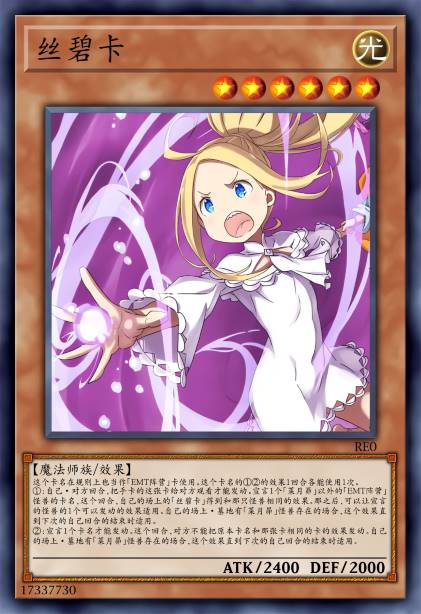 丝碧卡
光
RE0
【魔法师族/效果】
这个卡名在规则上也当作「EMT阵营」卡使用。这个卡名的①②的效果1回合各能使用1次。
①:自己·对方回合,把手卡的这张卡给对方观看才能发动。宣言1个「菜月昴」以外的「EMT阵营」
怪兽的卡名。这个回合,自己的场上的「丝碧卡」得到和那只怪兽相同的效果。那之后,可以让宣言
的怪兽的1个可以发动的效果适用。自己的场上·墓地有「菜月昴」怪兽存在的场合,这个效果直
到下次的自己回合的结束时适用。
②:宣言1个卡名才能发动。这个回合,对方不能把原本卡名和那张卡相同的卡的效果发动。自己
的场上·墓地有「菜月昴」怪兽存在的场合,这个效果直到下次的自己回合的结束时适用。
ATK/2400 DEF/2000
17337730